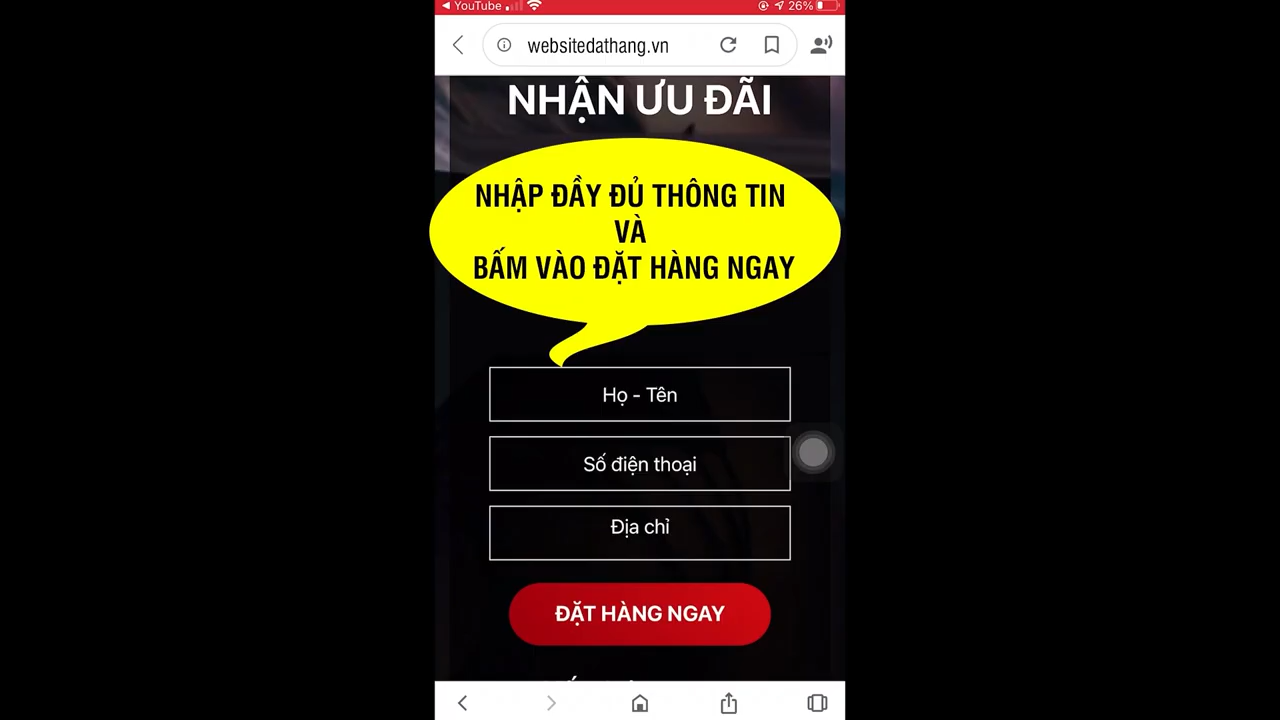 YouTube
26%
websitedathang.vn
NHẬN ƯU ĐÃI
NHẬP ĐẦY ĐỦ THÔNG TIN
VÀ
BẤM VÀO ĐẶT HÀNG NGAY
Họ - Tên
Số điện thoại
Địa chỉ
ĐẶT HÀNG NGAY